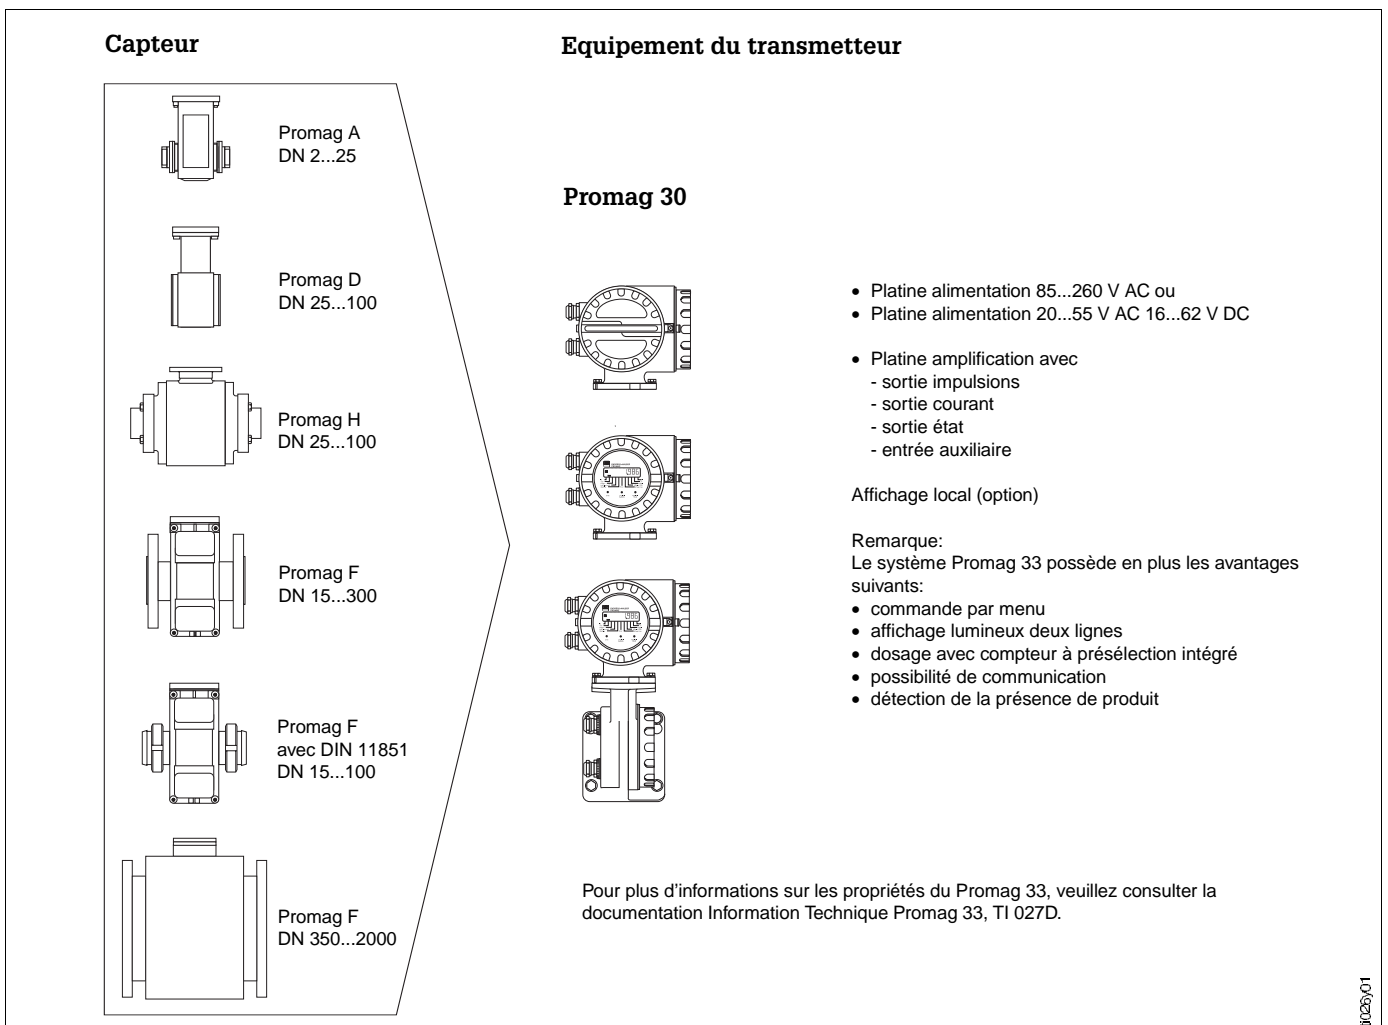 Capteur
Equipement du transmetteur
Promag A
DN 2...25
Promag D
DN 25...100
Promag H
DN 25...100
Promag F
DN 15...300
Promag F
avec DIN 11851
DN 15...100
Promag F
DN 350...2000
Promag 30
• Platine alimentation 85...260 V AC ou
• Platine alimentation 20...55 V AC 16...62 V DC
• Platine amplification avec
- sortie impulsions
- sortie courant
- sortie état
- entrée auxiliaire
Affichage local (option)
Remarque:
Le système Promag 33 possède en plus les avantages
suivants:
• commande par menu
• affichage lumineux deux lignes
• dosage avec compteur à présélection intégré
• possibilité de communication
• détection de la présence de produit
Pour plus d'informations sur les propriétés du Promag 33, veuillez consulter la
documentation Information Technique Promag 33, TI 027D.
ti026y01